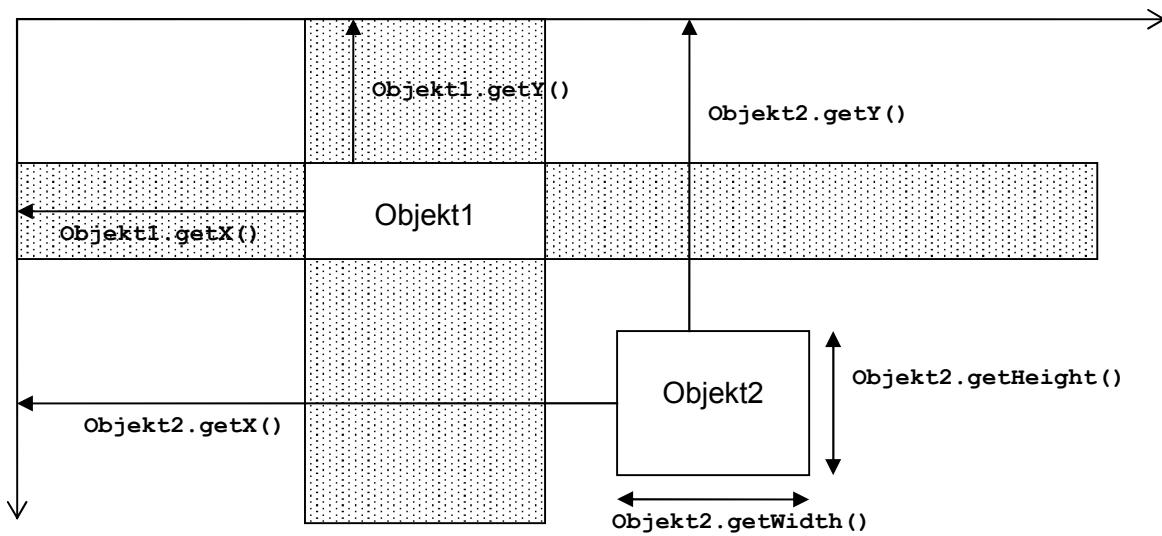 Objekt1.getY()
Objekt2.getY()
Objekt1
Objekt1.getX()
Objekt2
Objekt2.getHeight()
Objekt2.getX()
Objekt2.getWidth()